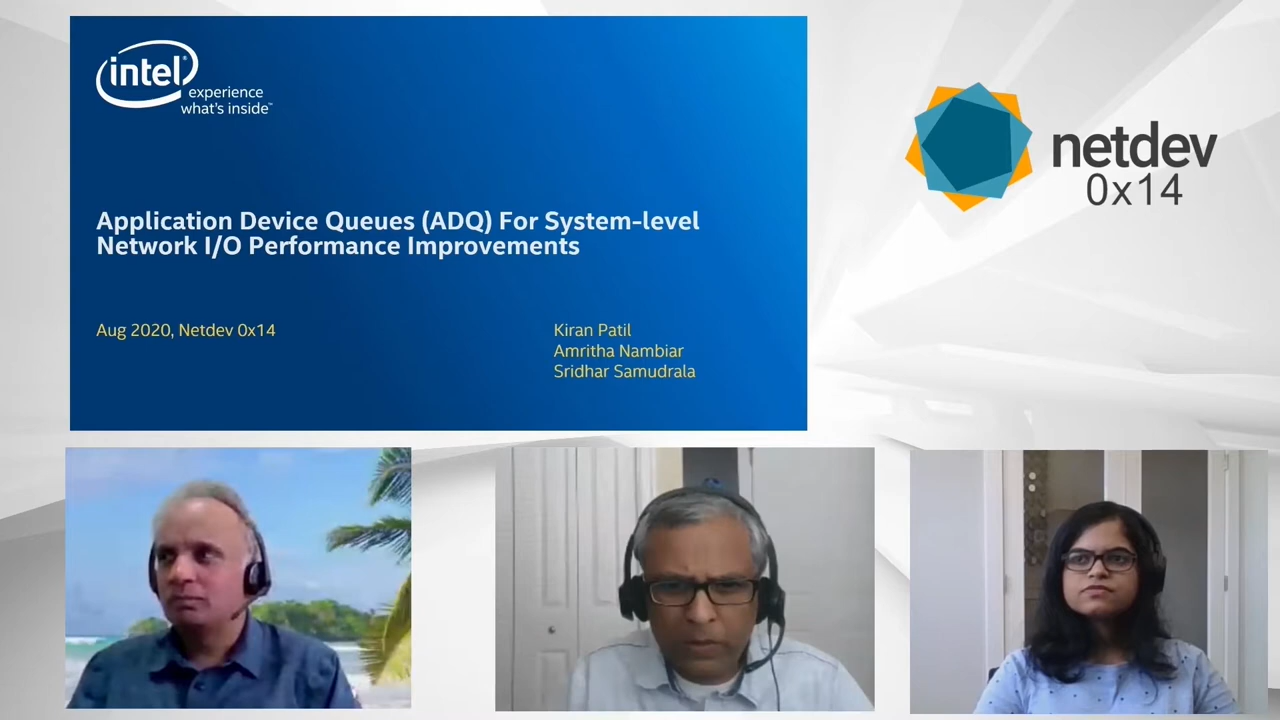 intel
experience
what's inside™
Application Device Queues (ADQ) For System-level
Network I/O Performance Improvements
Aug 2020, Netdev 0x14
Kiran Patil
Amritha Nambiar
Sridhar Samudrala
netdev
0x14